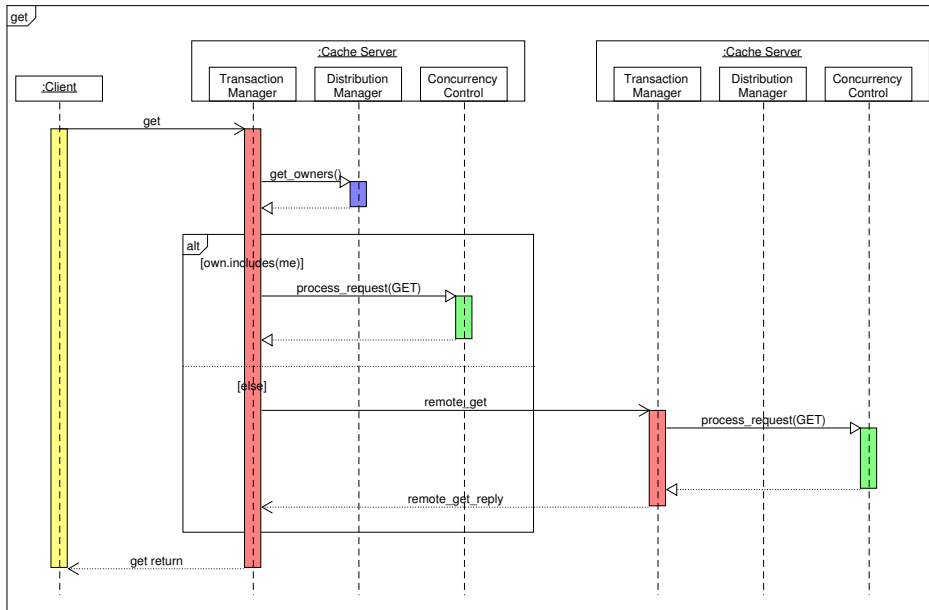 get
:Cache Server
:Cache Server
:Client
Transaction
Manager
Distribution
Manager
Concurrency
Control
Transaction
Manager
Distribution
Manager
Concurrency
Control
get
get_owners()
alt
[own.includes(me)]
process_request(GET)
[else]
remote_get
process_request(GET)
remote_get_reply
get return